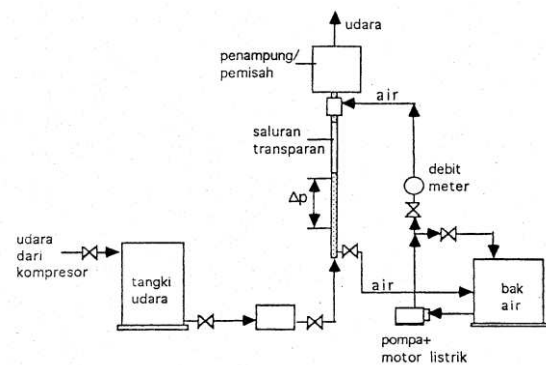 udara
penampung/
pemisah
air
saluran
transparan
debit
meter
Δp
udara
dari
kompresor
tangki
udara
air
bak
air
pompa+
motor listrik